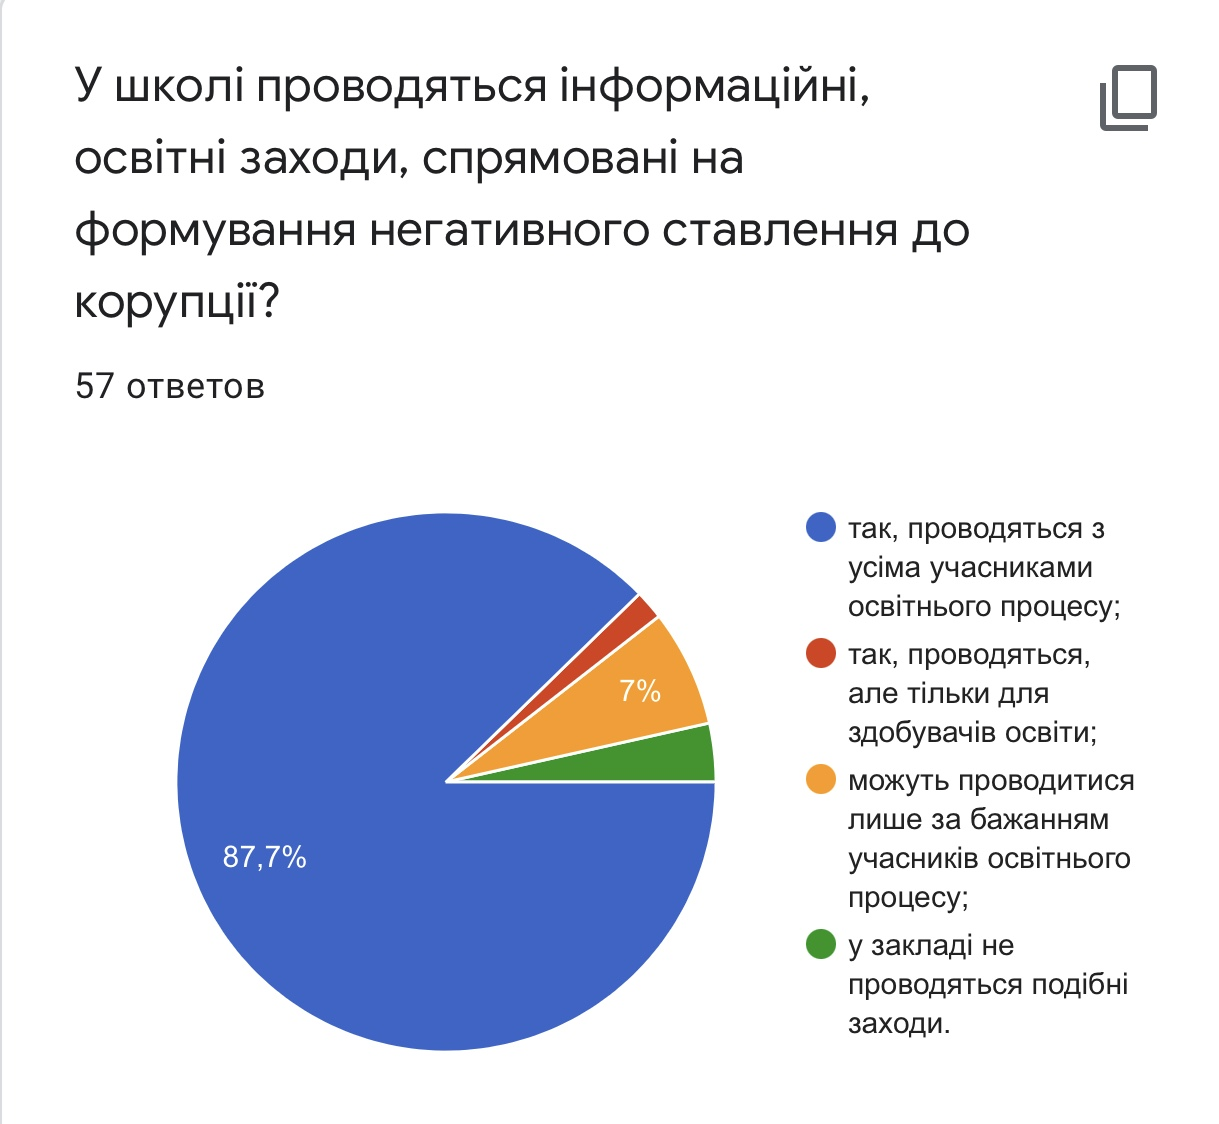 У школі проводяться інформаційні,
освітні заходи, спрямовані на
формування негативного ставлення до
корупції?
57 ответов
так, проводяться з
усіма учасниками
освітнього процесу;
так, проводяться,
але тільки для
здобувачів освіти;
можуть проводитися
лише за бажанням
учасників освітнього
процесу;
у закладі не
проводяться подібні
заходи.
7%
87,7%